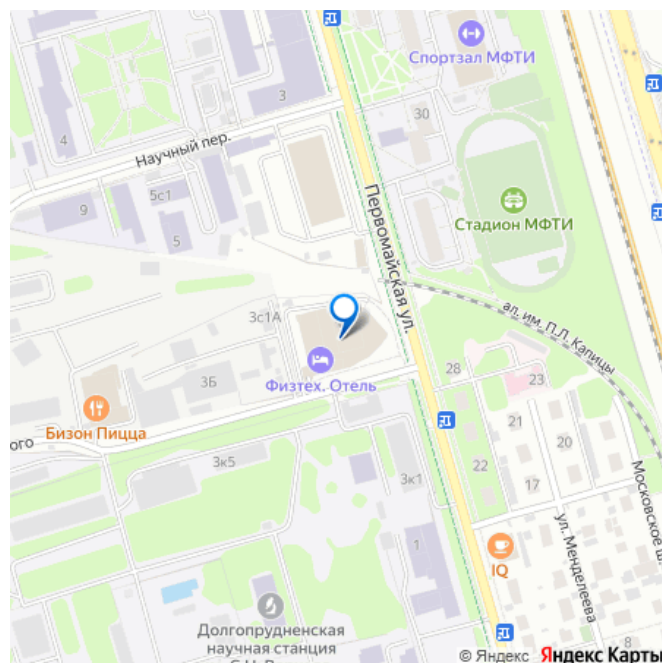 Спортзал МФТИ
3
30
4
Научный пер.
5с1
9
5
Первомайская ул.
Стадион МФТИ
3с1А
ал. им. П.Л. Капицы
3Б
Физтех. Отель
28
23
Бизон Пицца
ого
21
20
3к5
22
3к1
17
Московское ш.
ул. Менделеева
1
IQ
Долгопрудненская
научная станция
8
© Яндекс Яндекс Карты